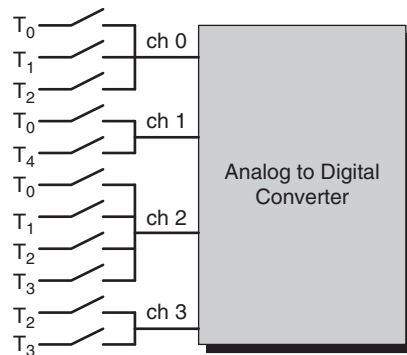 T0
T1
T2
T0
T4
T0
T1
T2
T3
T2
T3
ch 0
ch 1
ch 2
ch 3
Analog to Digital
Converter